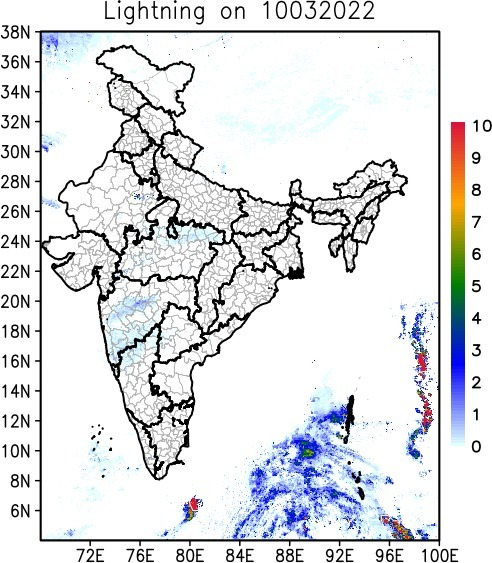 Lightning on 10032022
38N
36N
34N
32N
30N
28N
26N
24N
22N
20N
18N
16N
14N
12N
10N
8N
6N
72E 76E 80E 84E 88E 92E 96E 100E
10
9
8
7
6
5
4
3
2
1
0